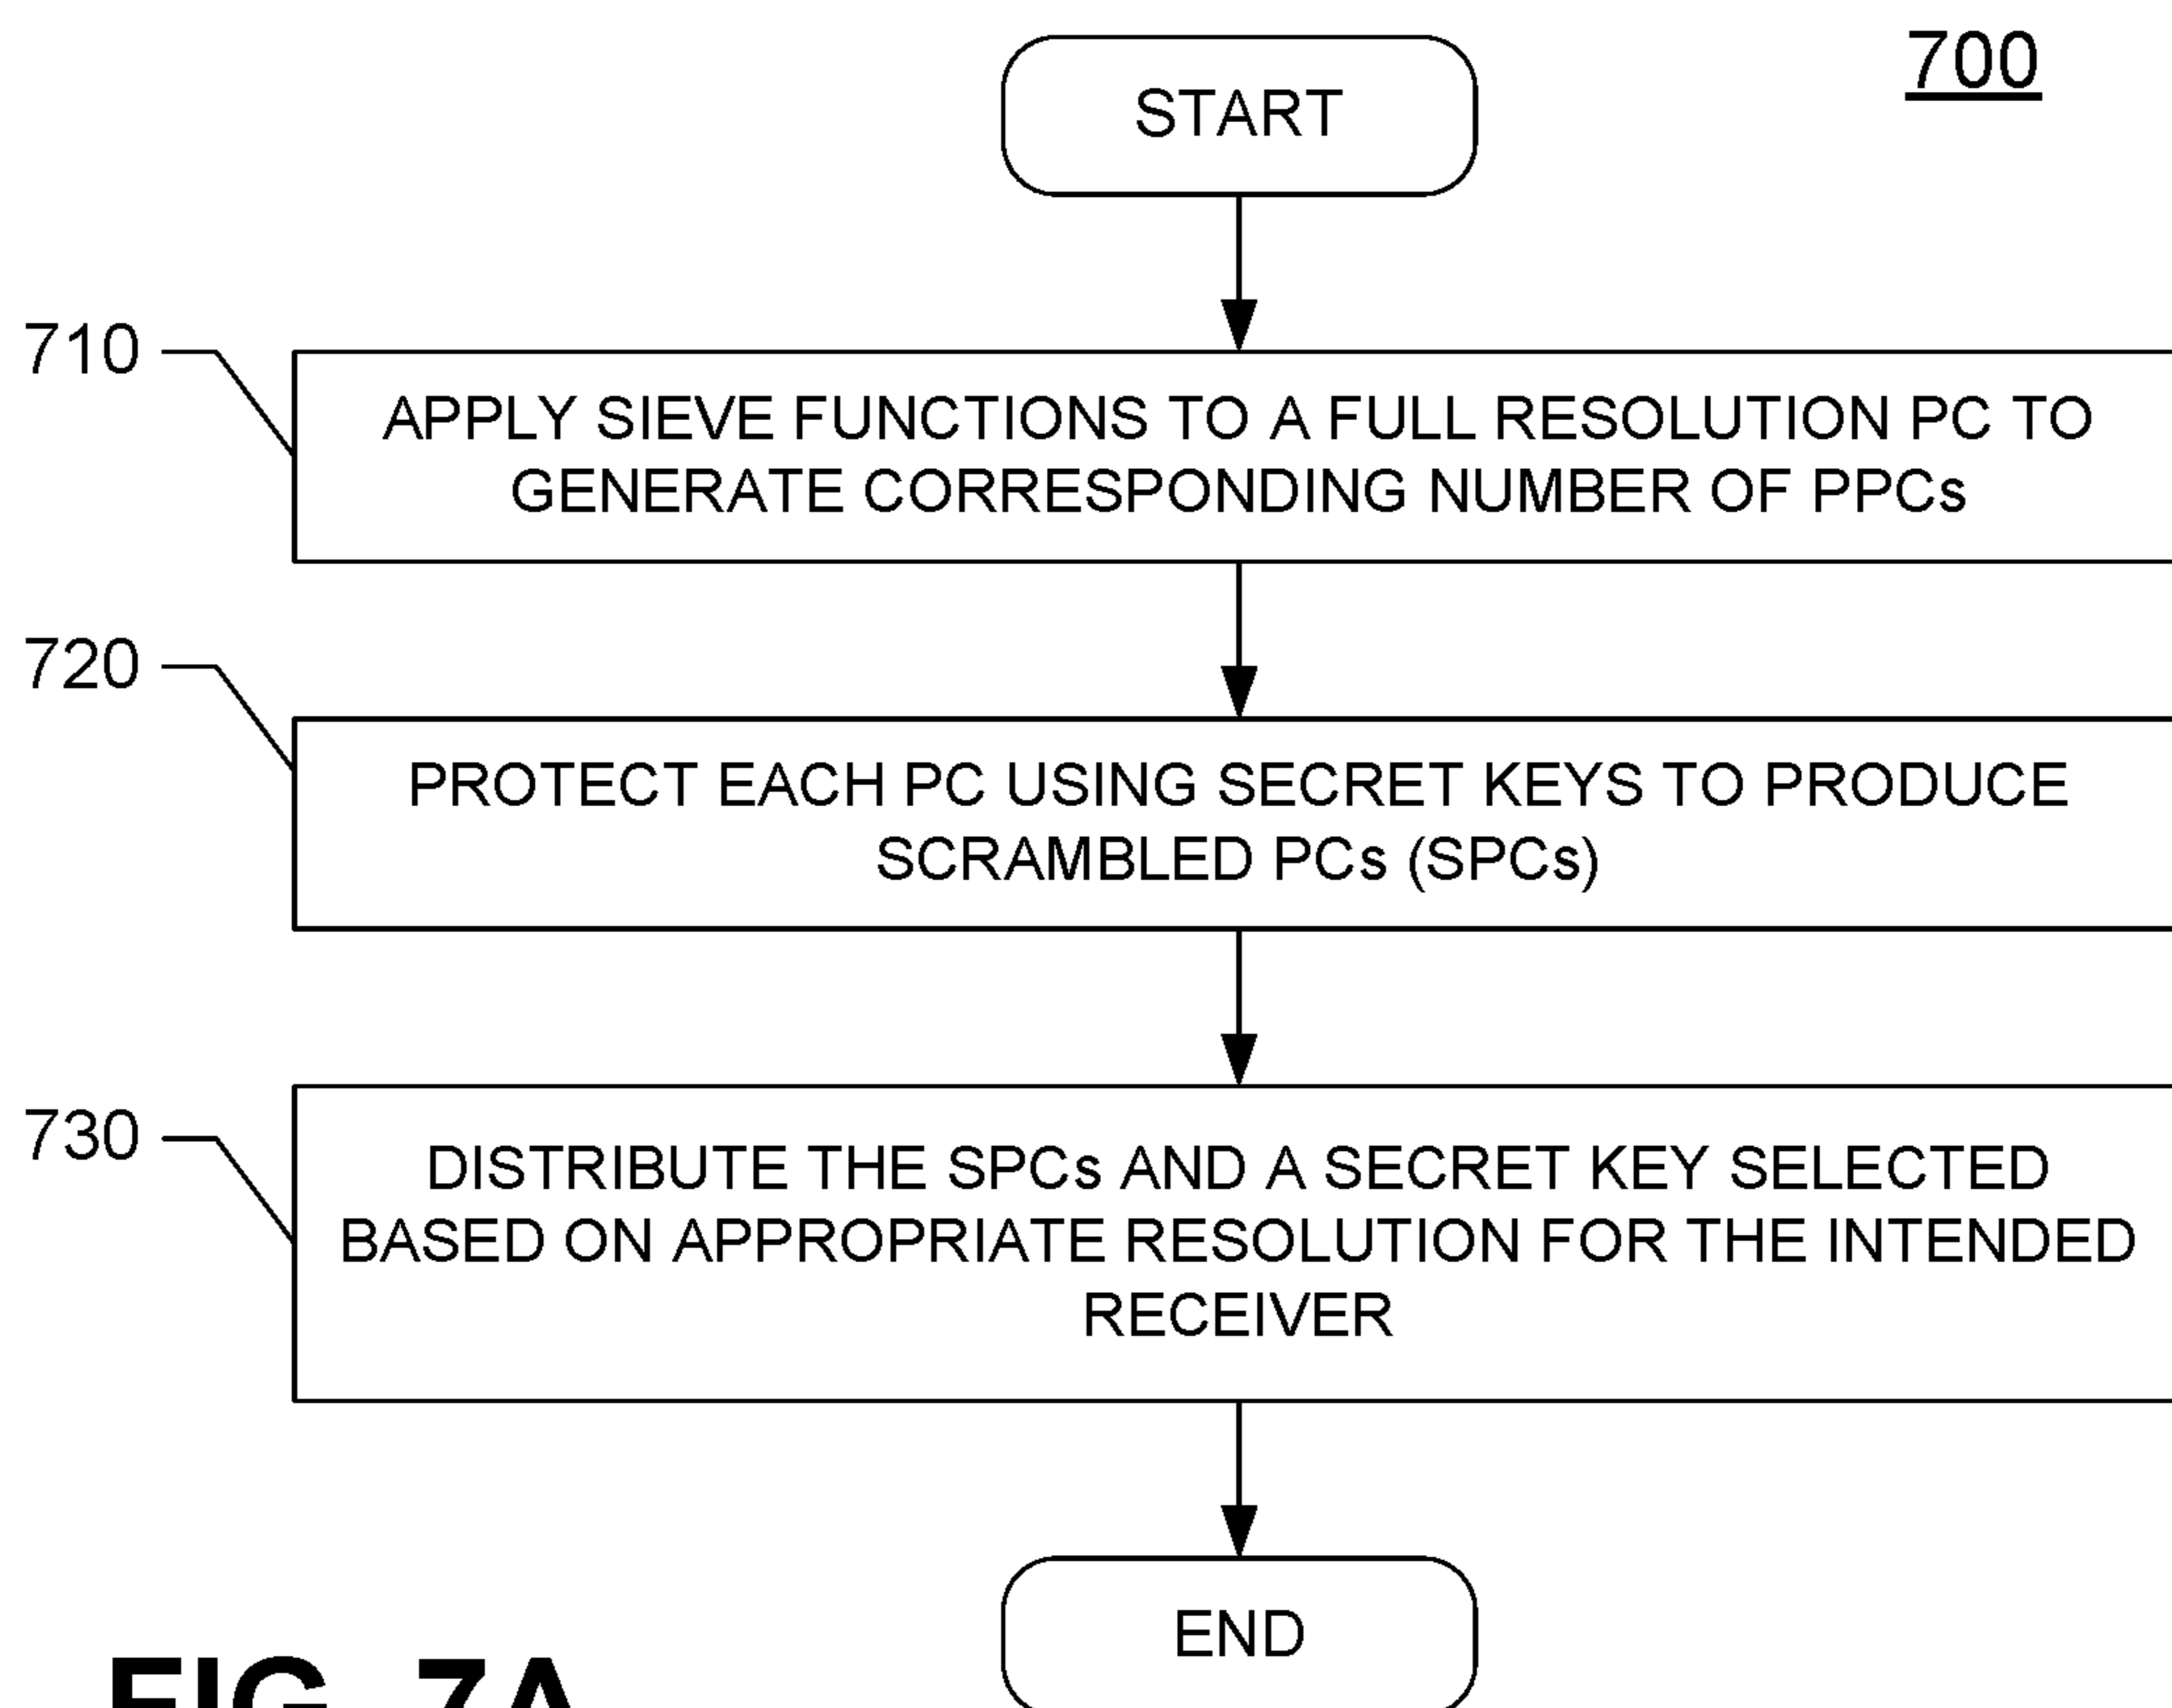 700
START
710
APPLY SIEVE FUNCTIONS TO A FULL RESOLUTION PC TO
GENERATE CORRESPONDING NUMBER OF PPCs
720
PROTECT EACH PC USING SECRET KEYS TO PRODUCE
SCRAMBLED PCs (SPCs)
730
DISTRIBUTE THE SPCs AND A SECRET KEY SELECTED
BASED ON APPROPRIATE RESOLUTION FOR THE INTENDED
RECEIVER
END
FIG. 7A